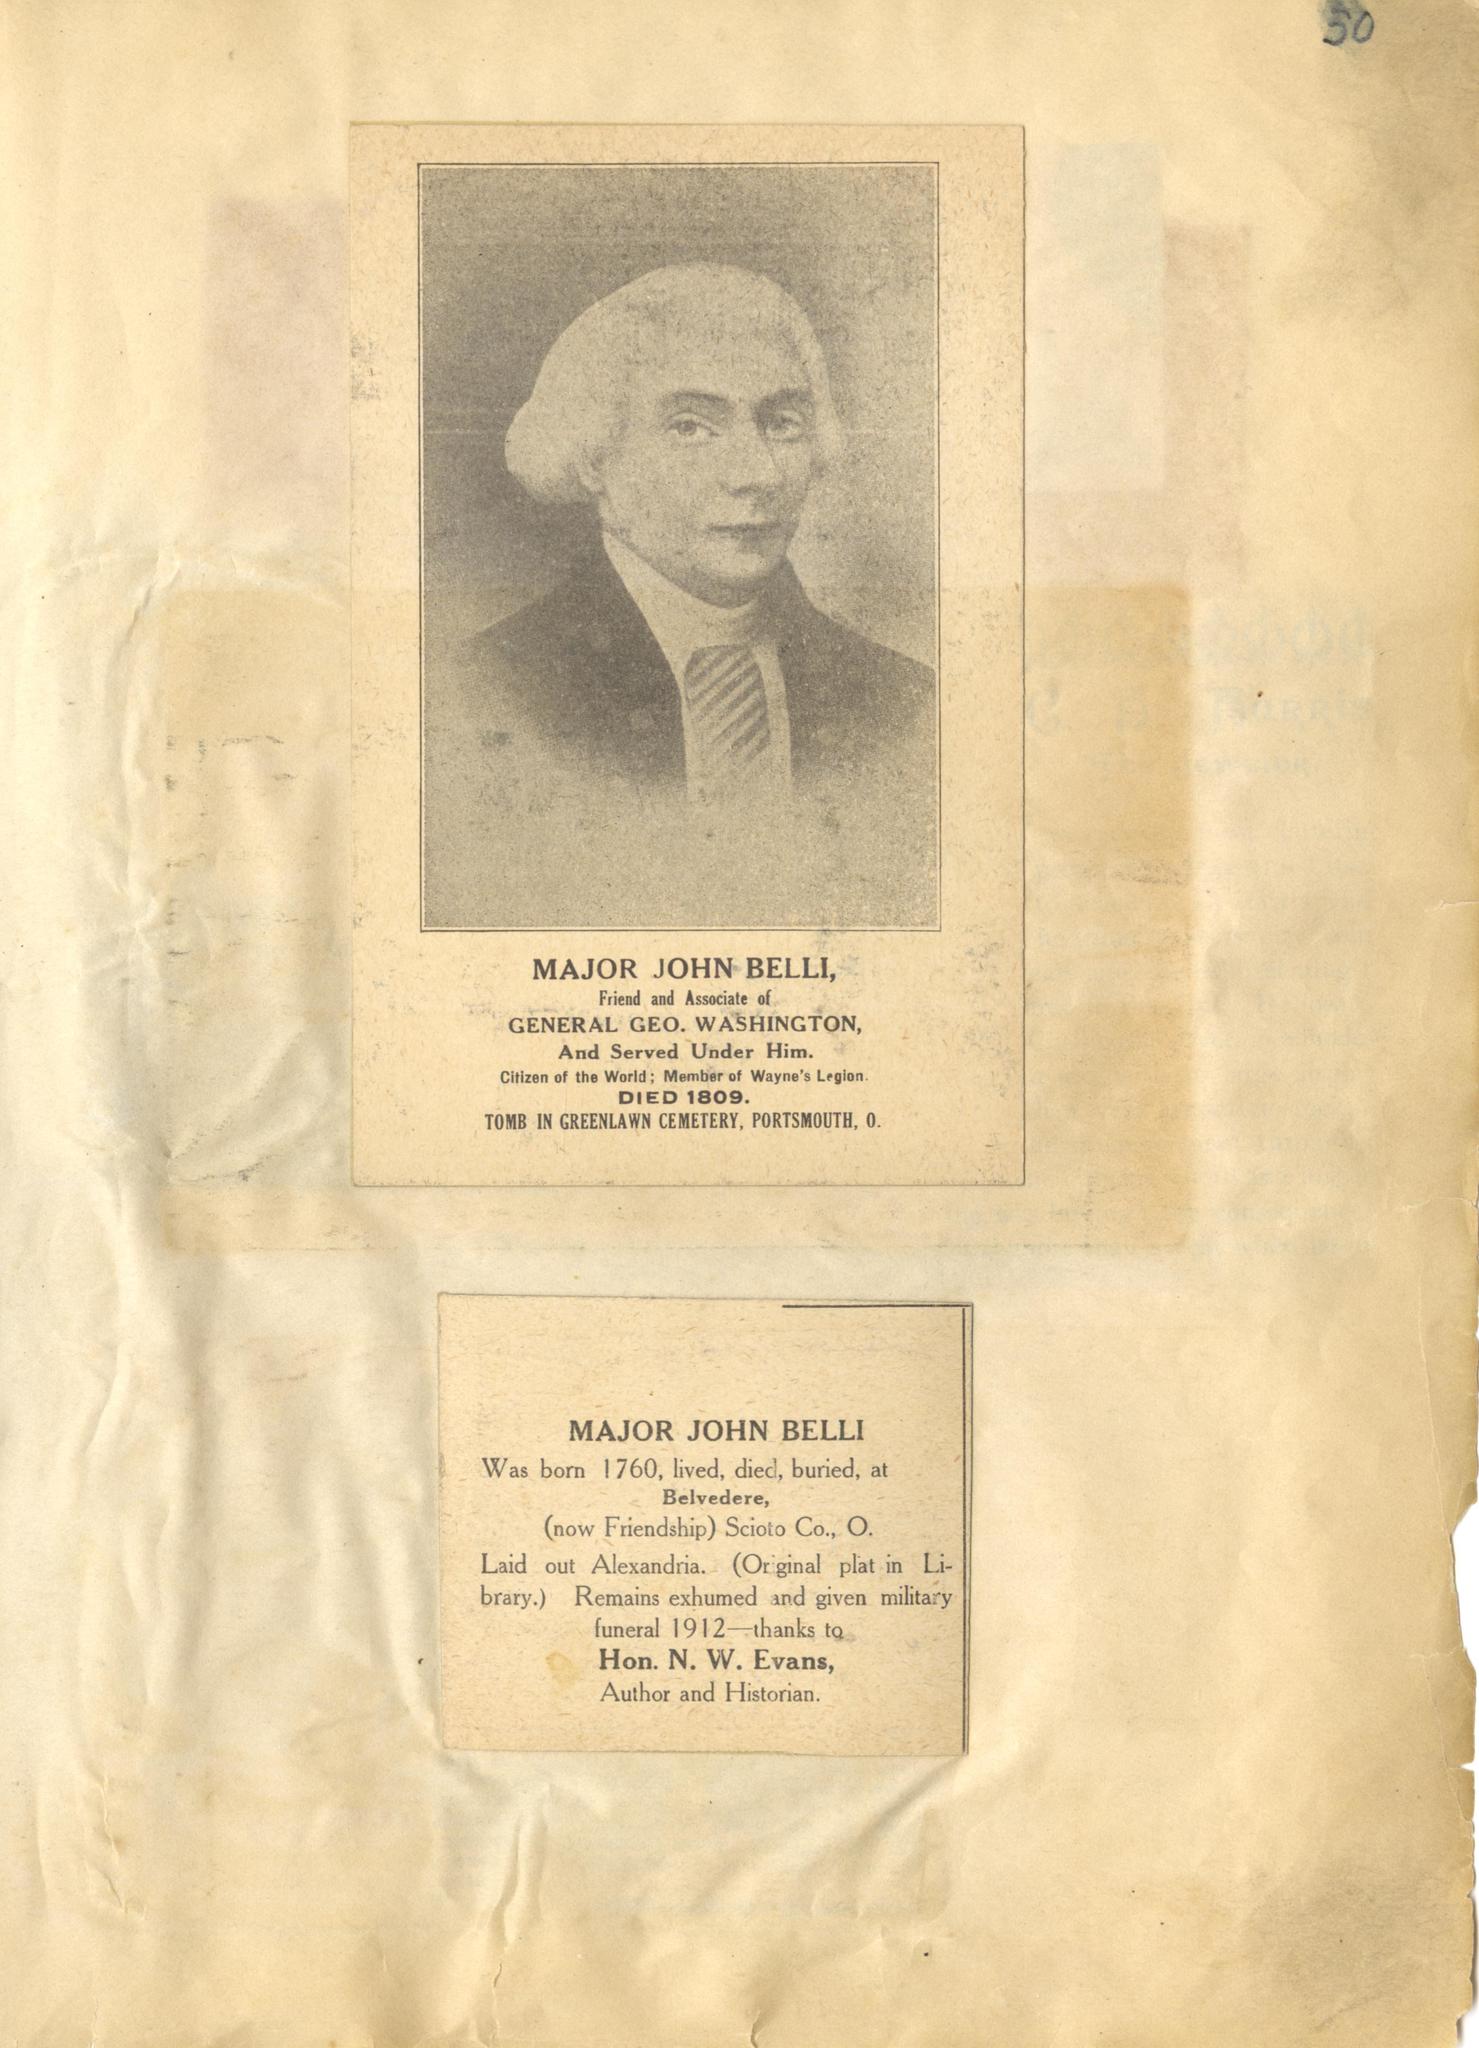 50
MAJOR JOHN BELLI,
Friend and Associate of
GENERAL GEO. WASHINGTON,
And Served Under Him.
Citizen of the World; Member of Wayne's Legion.
DIED 1809.
TOMB IN GREENLAWN CEMETERY, PORTSMOUTH, O.
MAJOR JOHN BELLI
Was born 1760, lived, died, buried, at
Belvedere,
(now Friendship) Scioto Co., O.
Laid out Alexandria. (Original plat in Li-
brary.) Remains exhumed and given military
funeral 1912—thanks to
Hon. N. W. Evans,
Author and Historian.